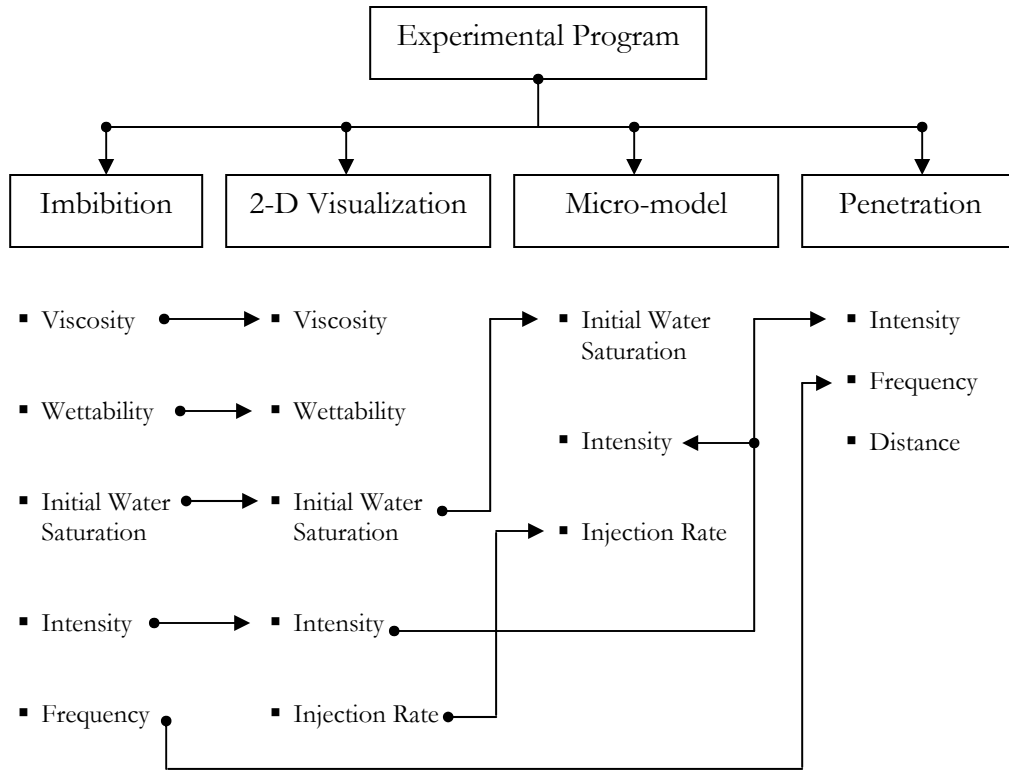 Experimental Program
Imbibition
2-D Visualization
Micro-model
Penetration
▪ Viscosity
▪ Wettability
▪ Initial Water
Saturation
▪ Intensity
▪ Frequency
▪ Viscosity
▪ Wettability
▪ Initial Water
Saturation
▪ Intensity
▪ Injection Rate
▪ Initial Water
Saturation
▪ Intensity
▪ Injection Rate
▪ Intensity
▪ Frequency
▪ Distance